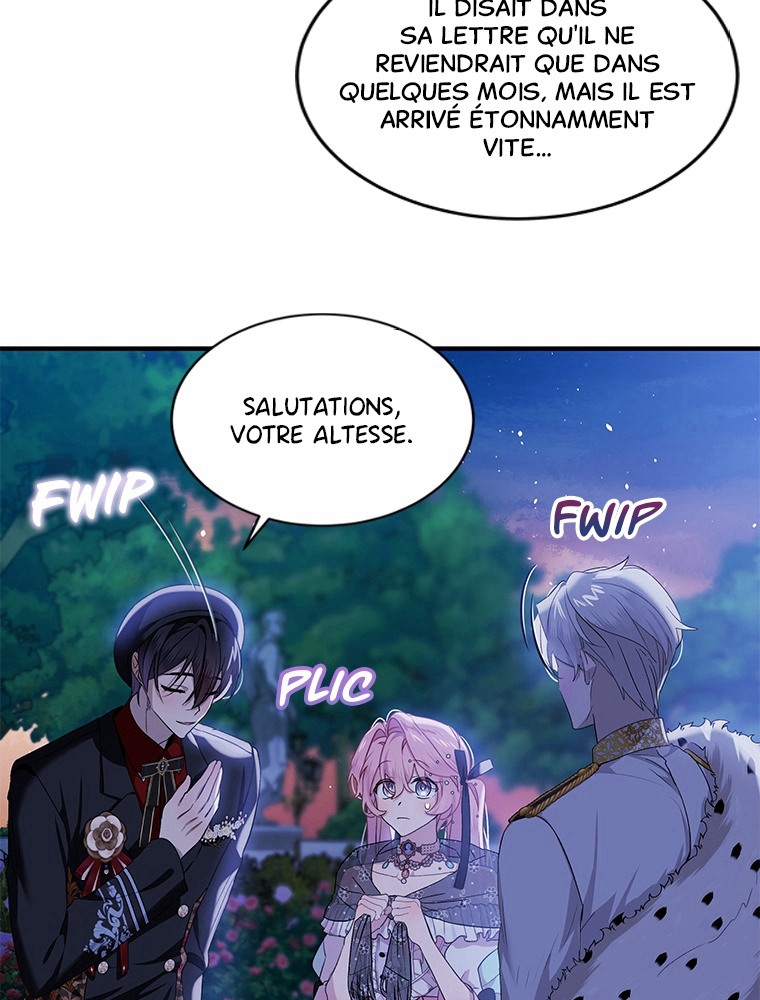 IL DISAIT DANS
SA LETTRE QU'IL NE
REVIENDRAIT QUE DANS
QUELQUES MOIS, MAIS IL EST
ARRIVÉ ÉTONNAMMENT
VITE...
SALUTATIONS,
VOTRE ALTESSE.
FWIP
FWIP
PLIC